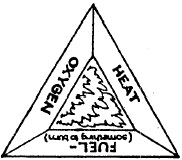 OXYGEN
HEAT
FUEL-
(something to burn)